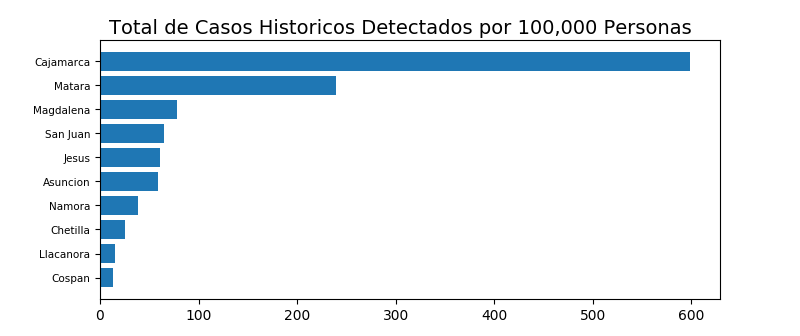 Total de Casos Historicos Detectados por 100,000 Personas
Cajamarca
Matara
Magdalena
San Juan
Jesus
Asuncion
Namora
Chetilla
Llacanora
Cospan
0 100 200 300 400 500 600